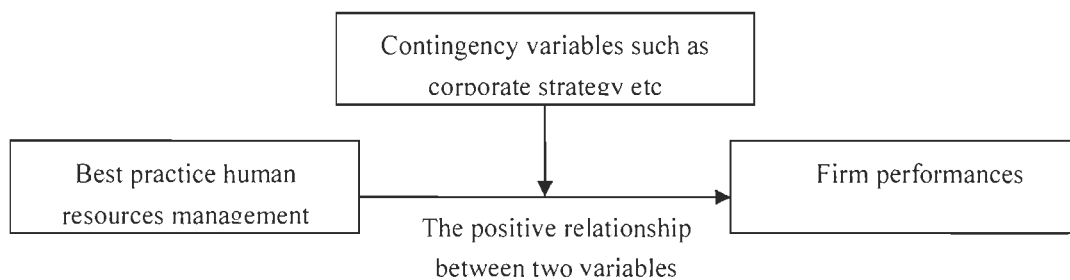 Contingency variables such as
corporate strategy etc
Best practice human
resources management
Firm performances
The positive relationship
between two variables